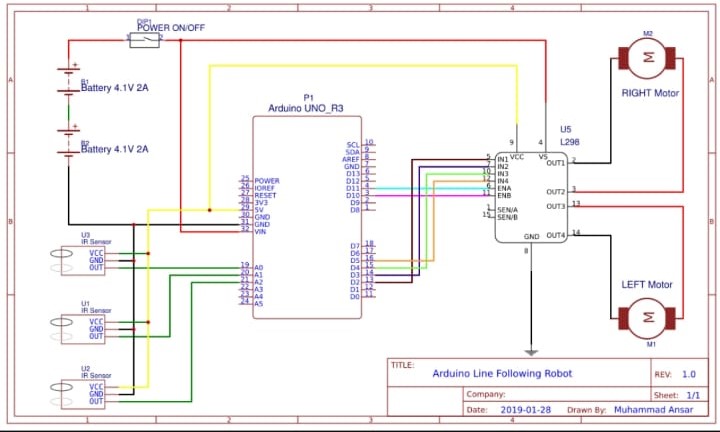 1 2 3 4
DIP1
POWER ON/OFF
1 2
M2
M
RIGHT Motor
A A
B1
Battery 4.1V 2A
B2
Battery 4.1V 2A
P1
Arduino UNO_R3
SCL 10
SDA 9
AREF 8
GND 7
D13 6
D12 5
D11 4
D10 3
D9 2
D8 1
25 POWER
26 IOREF
27 RESET
28 3V3
29 5V
30 GND
31 GND
32 VIN
D7 18
D6 17
D5 16
D4 15
D3 14
D2 13
D1 12
D0 11
19 A0
20 A1
21 A2
22 A3
23 A4
24 A5
U5
L298
9 4
VCC VS
5 IN1
7 IN2
10 IN3
12 IN4
6 ENA
11 ENB
1 SEN/A
15 SEN/B
OUT1 2
OUT2 3
OUT3 13
OUT4 14
GND
8
B B
U3
IR Sensor
VCC
GND
OUT
U1
IR Sensor
VCC
GND
OUT
U2
IR Sensor
VCC
GND
OUT
LEFT Motor
M
M1
TITLE:
Arduino Line Following Robot
REV: 1.0
Company:
Sheet: 1/1
Date: 2019-01-28 Drawn By: Muhammad Ansar
1 2 3 4